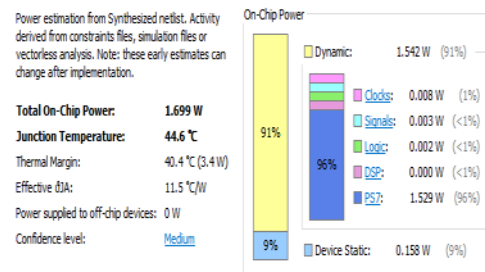 Power estimation from Synthesized netlist. Activity
derived from constraints files, simulation files or
vectorless analysis. Note: these early estimates can
change after implementation.
Total On-Chip Power: 1.699 W
Junction Temperature: 44.6 °C
Thermal Margin: 40.4 °C (3.4 W)
Effective ϑJA: 11.5 °C/W
Power supplied to off-chip devices: 0 W
Confidence level: Medium
On-Chip Power
91%
9%
Dynamic: 1.542 W (91%)
96%
Clocks: 0.008 W (1%)
Signals: 0.003 W (<1%)
Logic: 0.002 W (<1%)
DSP: 0.000 W (<1%)
PS7: 1.529 W (96%)
Device Static: 0.158 W (9%)